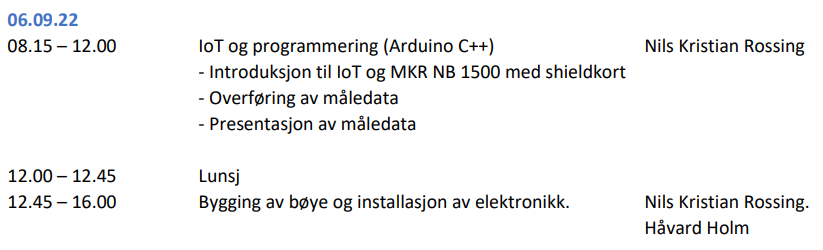 06.09.22
08.15 – 12.00 IoT og programmering (Arduino C++) Nils Kristian Rossing
- Introduksjon til IoT og MKR NB 1500 med shieldkort
- Overføring av måledata
- Presentasjon av måledata
12.00 – 12.45 Lunsj
12.45 – 16.00 Bygging av bøye og installasjon av elektronikk. Nils Kristian Rossing.
Håvard Holm